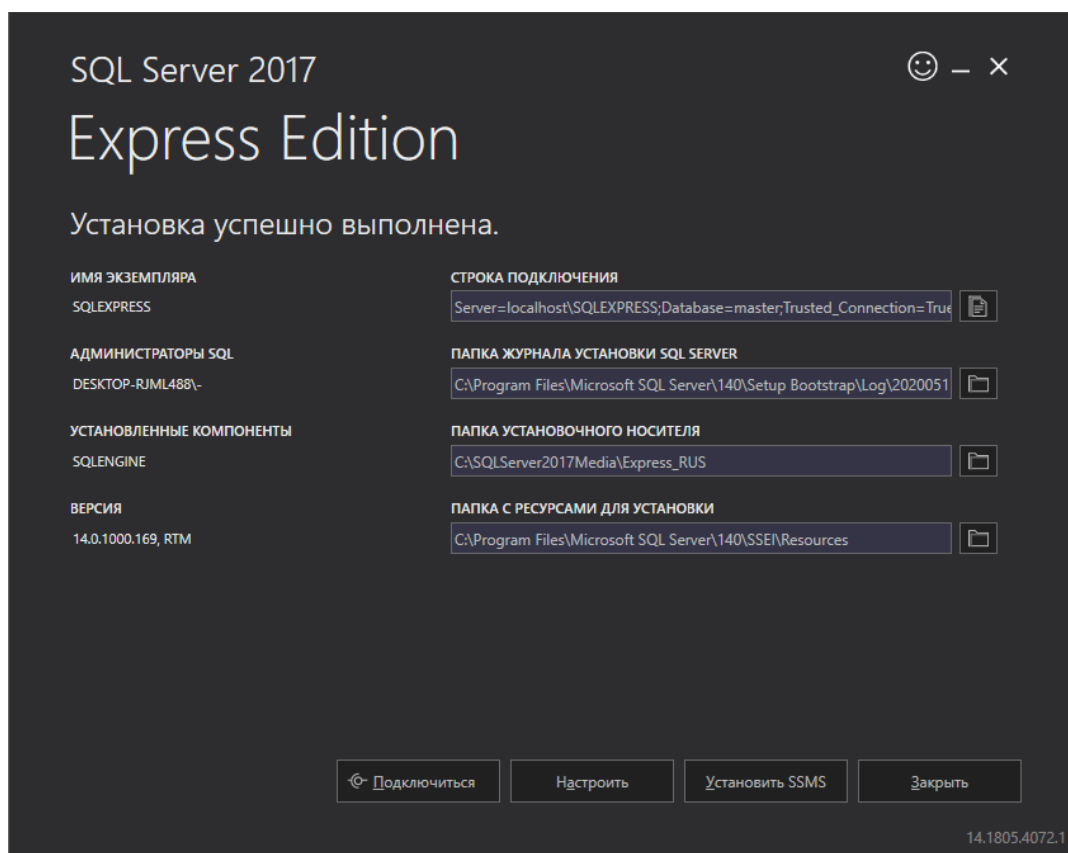 SQL Server 2017
Express Edition
Установка успешно выполнена.
ИМЯ ЭКЗЕМПЛЯРА
SQLEXPRESS
СТРОКА ПОДКЛЮЧЕНИЯ
Server=localhost\SQLEXPRESS;Database=master;Trusted_Connection=True
АДМИНИСТРАТОРЫ SQL
DESKTOP-RJML488\-
ПАПКА ЖУРНАЛА УСТАНОВКИ SQL SERVER
C:\Program Files\Microsoft SQL Server\140\Setup Bootstrap\Log\2020051
УСТАНОВЛЕННЫЕ КОМПОНЕНТЫ
SQLENGINE
ПАПКА УСТАНОВОЧНОГО НОСИТЕЛЯ
C:\SQLServer2017Media\Express_RUS
ВЕРСИЯ
14.0.1000.169, RTM
ПАПКА С РЕСУРСАМИ ДЛЯ УСТАНОВКИ
C:\Program Files\Microsoft SQL Server\140\SSEI\Resources
Подключиться
Настроить
Установить SSMS
Закрыть
14.1805.4072.1